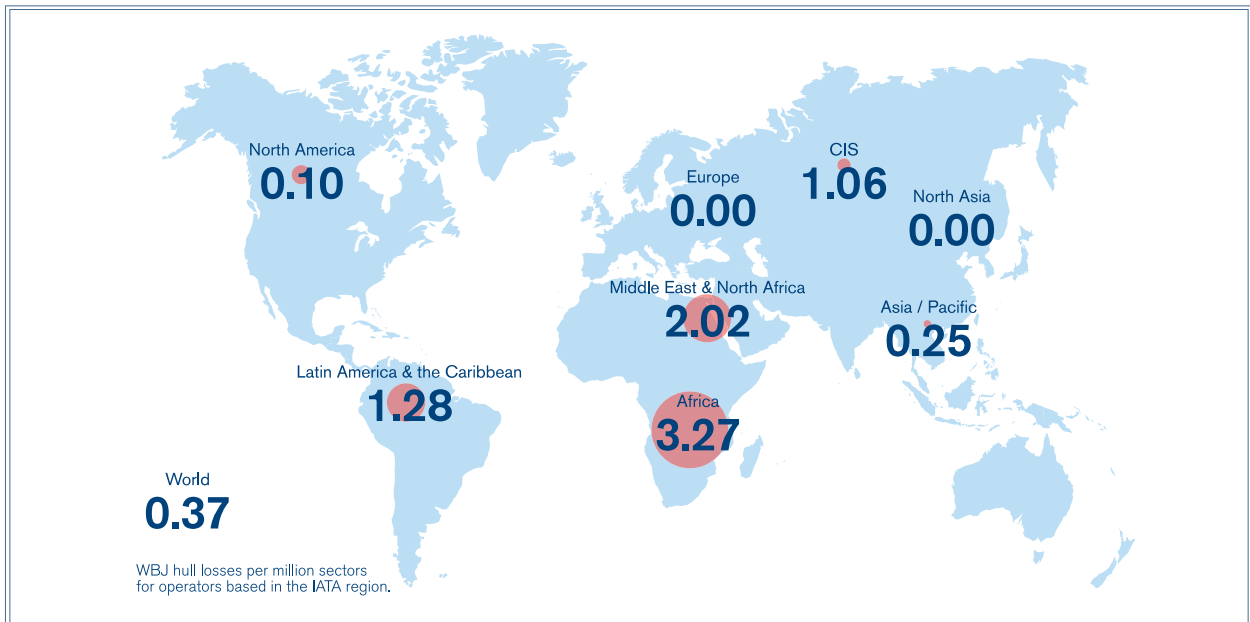 North America
0.10
CIS
1.06
Europe
0.00
North Asia
0.00
Middle East & North Africa
2.02
Asia / Pacific
0.25
Latin America & the Caribbean
1.28
Africa
3.27
World
0.37
WBJ hull losses per million sectors
for operators based in the IATA region.